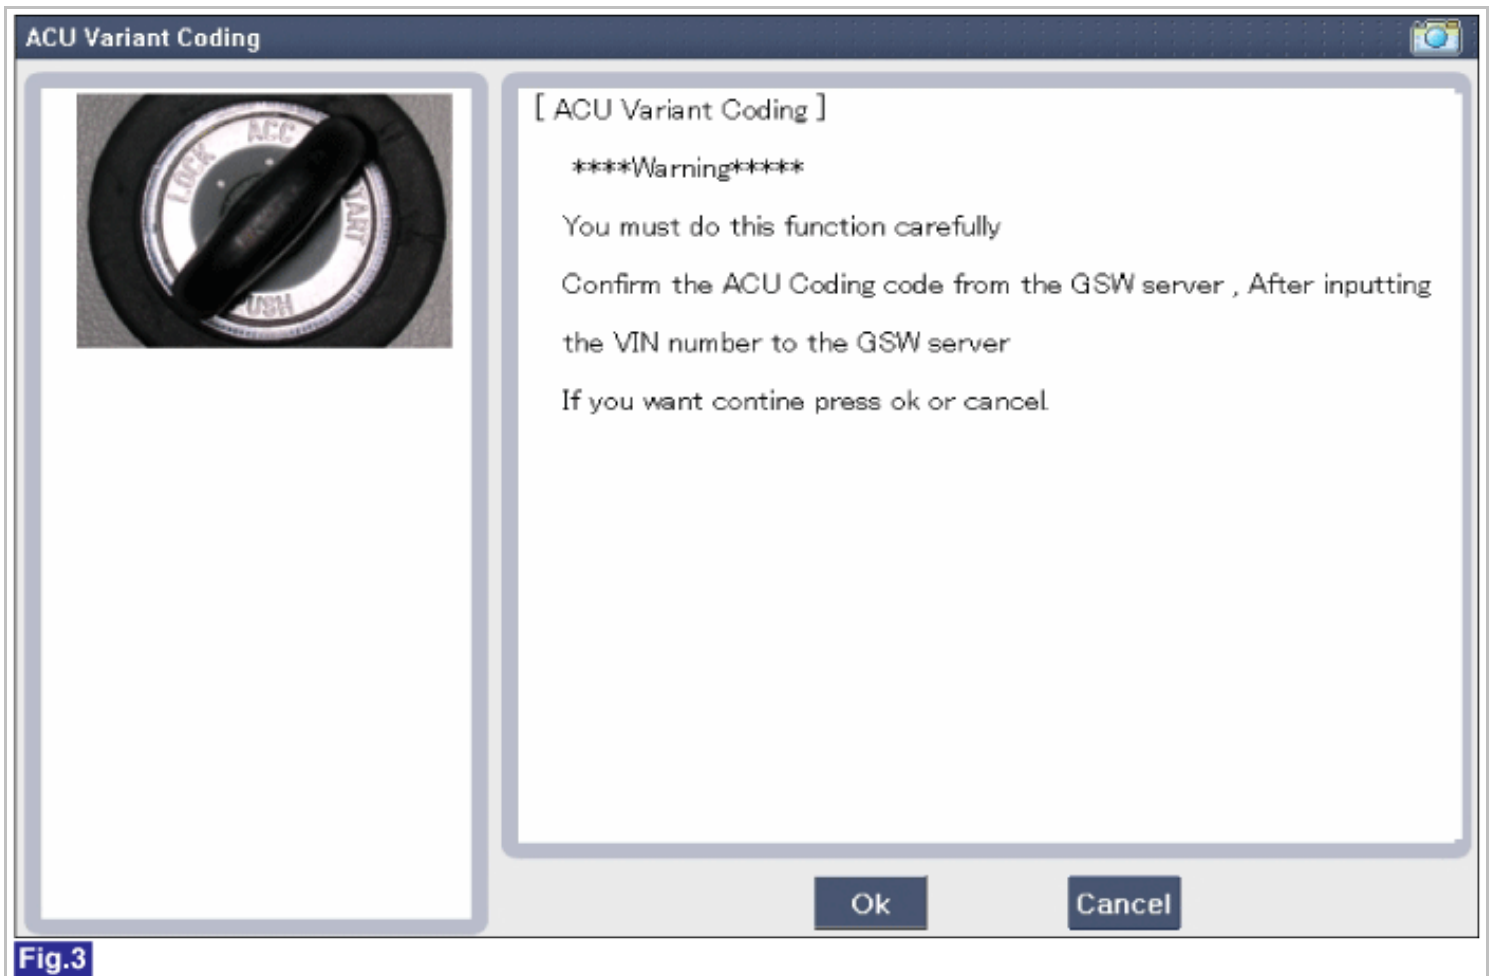 ACU Variant Coding
ACC
LOCK
START
PUSH
[ ACU Variant Coding ]
****Warning*****
You must do this function carefully
Confirm the ACU Coding code from the GSW server , After inputting
the VIN number to the GSW server
If you want contine press ok or cancel.
Ok
Cancel
Fig.3